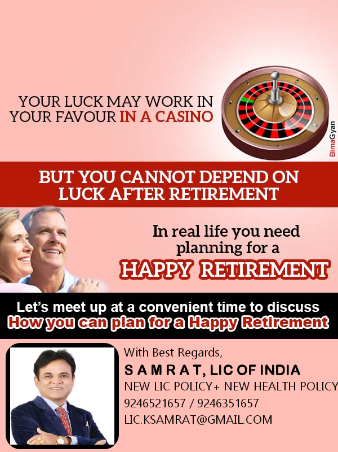 YOUR LUCK MAY WORK IN
YOUR FAVOUR IN A CASINO
BimaGyan
BUT YOU CANNOT DEPEND ON
LUCK AFTER RETIREMENT
In real life you need
planning for a
HAPPY RETIREMENT
Let's meet up at a convenient time to discuss
How you can plan for a Happy Retirement
With Best Regards,
S A M R A T, LIC OF INDIA
NEW LIC POLICY+ NEW HEALTH POLICY
9246521657 / 9246351657
LIC.KSAMRAT@GMAIL.COM